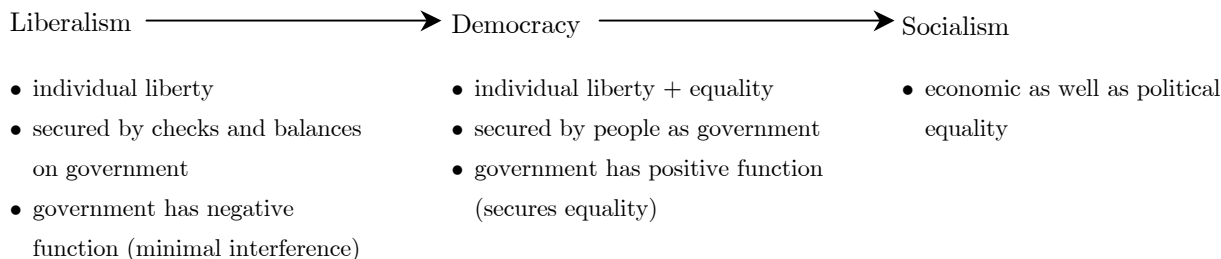 Liberalism
Democracy
Socialism
• individual liberty
• secured by checks and balances
on government
• government has negative
function (minimal interference)
• individual liberty + equality
• secured by people as government
• government has positive function
(secures equality)
• economic as well as political
equality